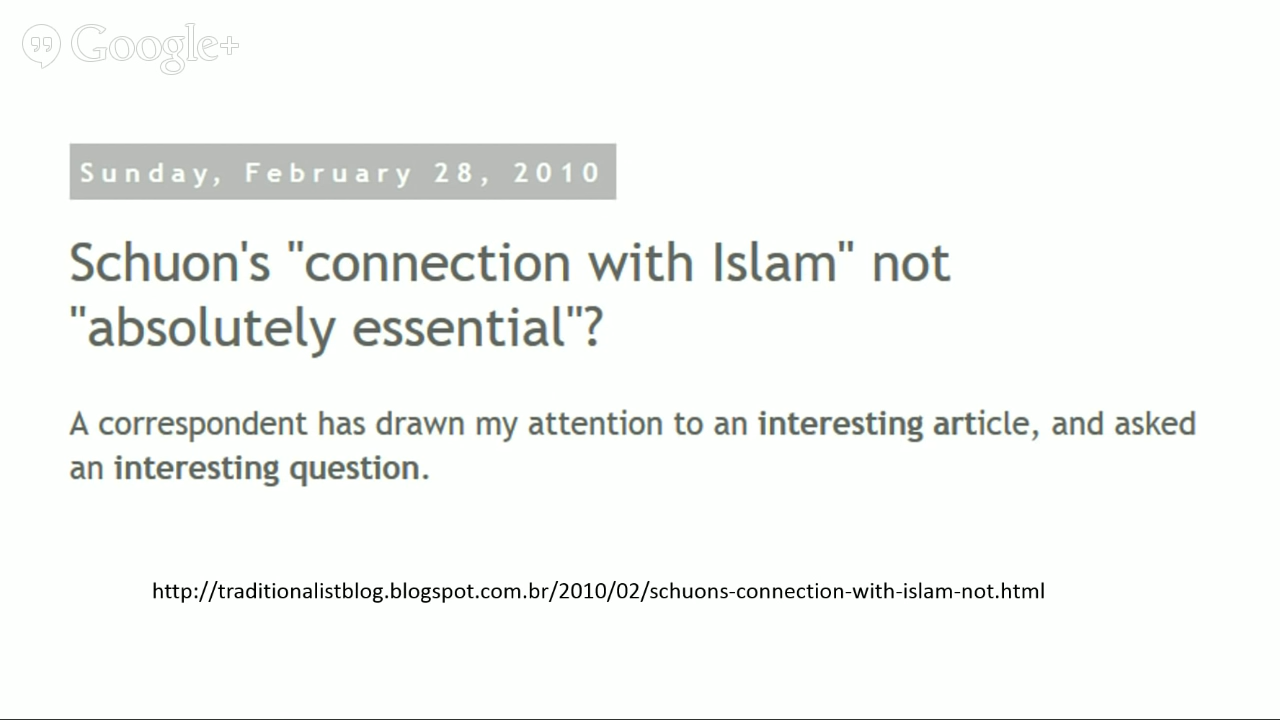 Google+
Sunday, February 28, 2010
Schuon's "connection with Islam" not
"absolutely essential"?
A correspondent has drawn my attention to an interesting article, and asked
an interesting question.
http://traditionalistblog.blogspot.com.br/2010/02/schuons-connection-with-islam-not.html